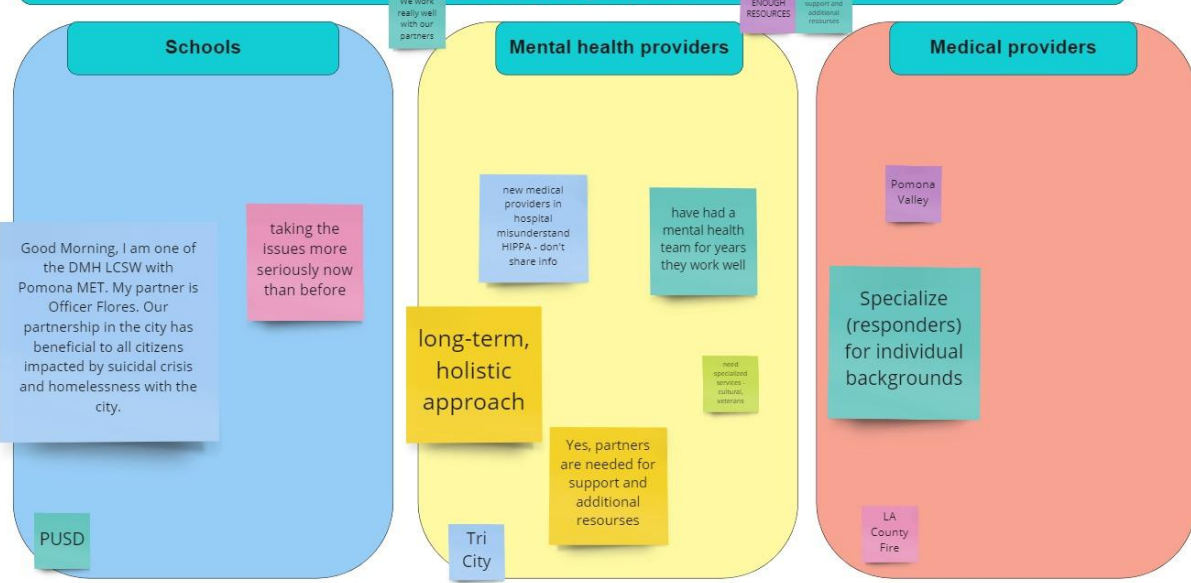 We work
really well
with our
partners
ENOUGH
RESOURCES
support and
additional
resourses
Schools
Good Morning, I am one of
the DMH LCSW with
Pomona MET. My partner is
Officer Flores. Our
partnership in the city has
beneficial to all citizens
impacted by suicidal crisis
and homelessness with the
city.
taking the
issues more
seriously now
than before
PUSD
Mental health providers
new medical
providers in
hospital
misunderstand
HIPPA - don't
share info
have had a
mental health
team for years
they work well
long-term,
holistic
approach
need
specialized
services -
cultural,
veterans
Yes, partners
are needed for
support and
additional
resourses
Tri
City
Medical providers
Pomona
Valley
Specialize
(responders)
for individual
backgrounds
LA
County
Fire